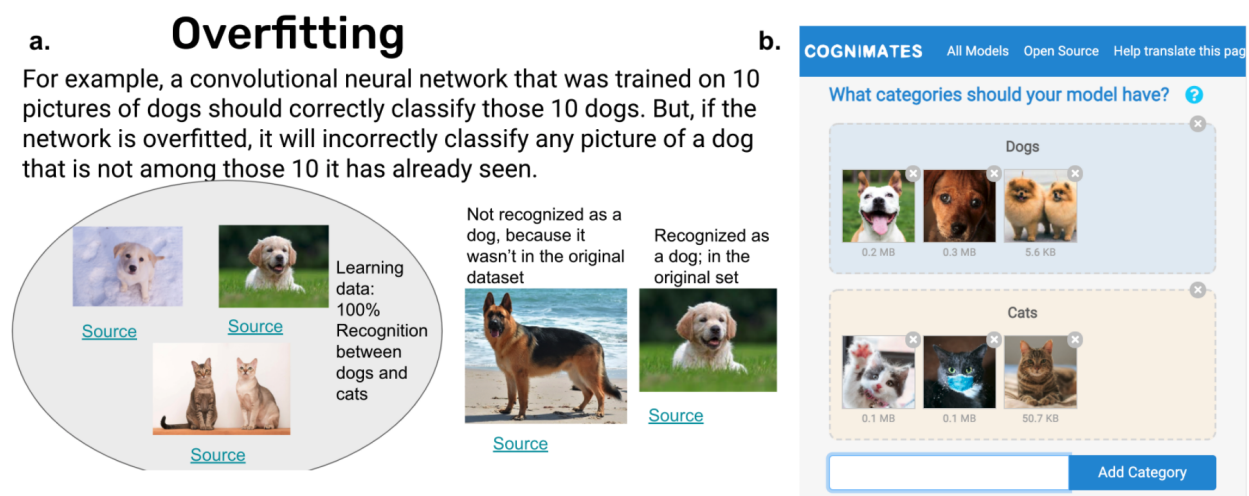 a.
Overfitting
For example, a convolutional neural network that was trained on 10
pictures of dogs should correctly classify those 10 dogs. But, if the
network is overfitted, it will incorrectly classify any picture of a dog
that is not among those 10 it has already seen.
Learning
data:
100%
Recognition
between
dogs and
cats
Source
Source
Source
Not recognized as a
dog, because it
wasn't in the original
dataset
Source
Recognized as
a dog; in the
original set
Source
b.
COGNIMATES All Models Open Source Help translate this pag
What categories should your model have? ?
Dogs
0.2 MB 0.3 MB 5.6 KB
Cats
0.1 MB 0.1 MB 50.7 KB
Add Category